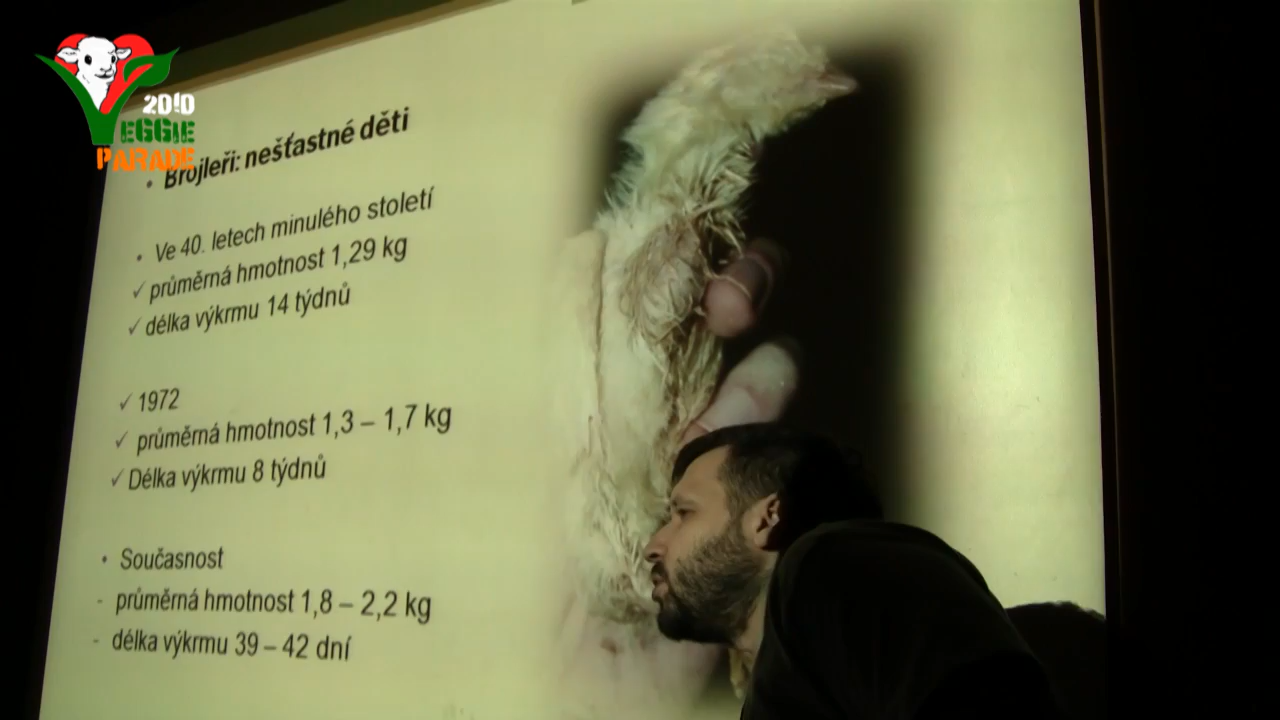 20!0
VEGGIE
PARADE
• Brojleři: nešťastné děti
• Ve 40. letech minulého století
✓ průměrná hmotnost 1,29 kg
✓ délka výkrmu 14 týdnů
✓ 1972
✓ průměrná hmotnost 1,3 – 1,7 kg
✓ Délka výkrmu 8 týdnů
• Současnost
- průměrná hmotnost 1,8 – 2,2 kg
- délka výkrmu 39 – 42 dní